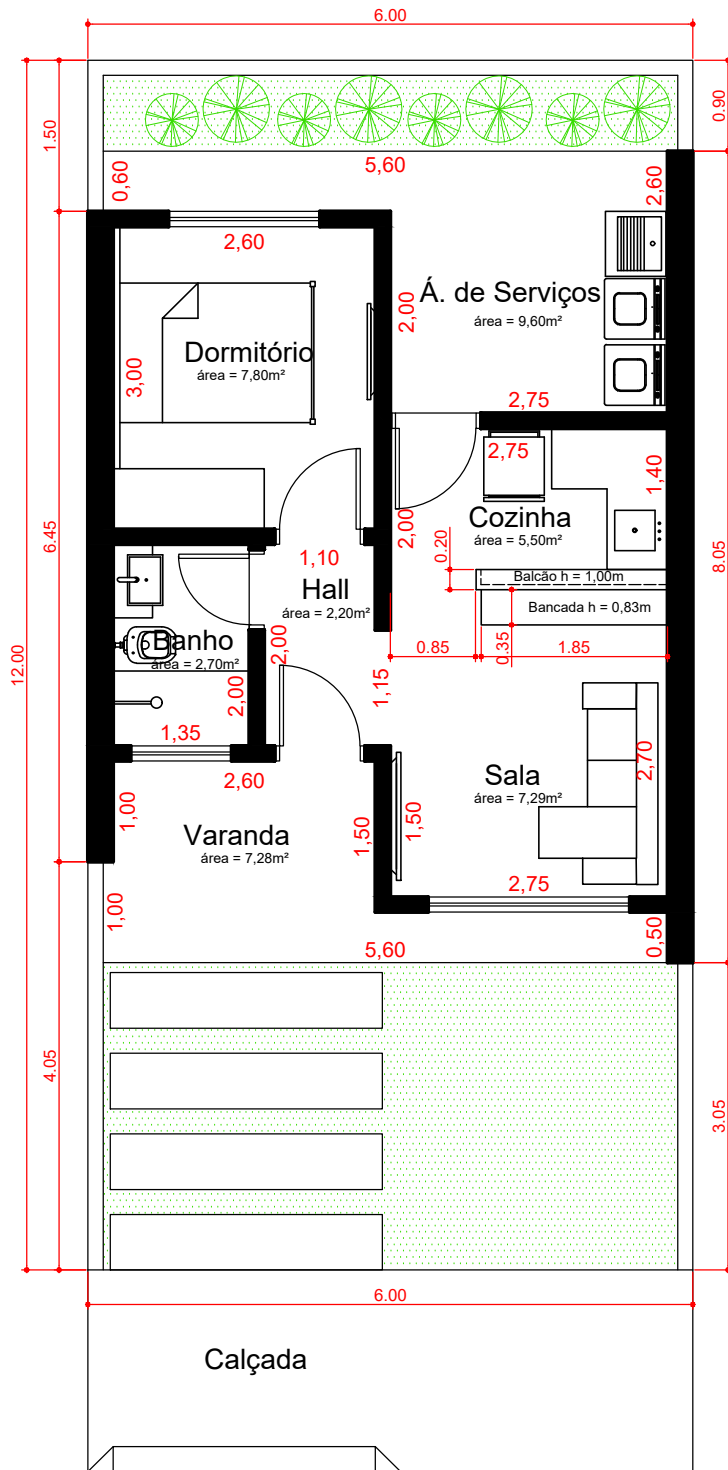 6.00
0.90
1.50
5,60
0,60
2,60
2,60
Á. de Serviços
área = 9,60m²
2,00
Dormitório
área = 7,80m²
3,00
2,75
2,75
1,40
Cozinha
área = 5,50m²
2,00
6.45
8.05
0.20
1,10
Hall
área = 2,20m²
Balcão h = 1,00m
Bancada h = 0,83m
Banho
área = 2,70m²
2,00
12.00
0.85
0.35
1.85
2,00
1,15
1,35
2,60
Sala
área = 7,29m²
2,70
1,00
Varanda
área = 7,28m²
1,50
1,50
2,75
1,00
0,50
5,60
4.05
3.05
6.00
Calçada